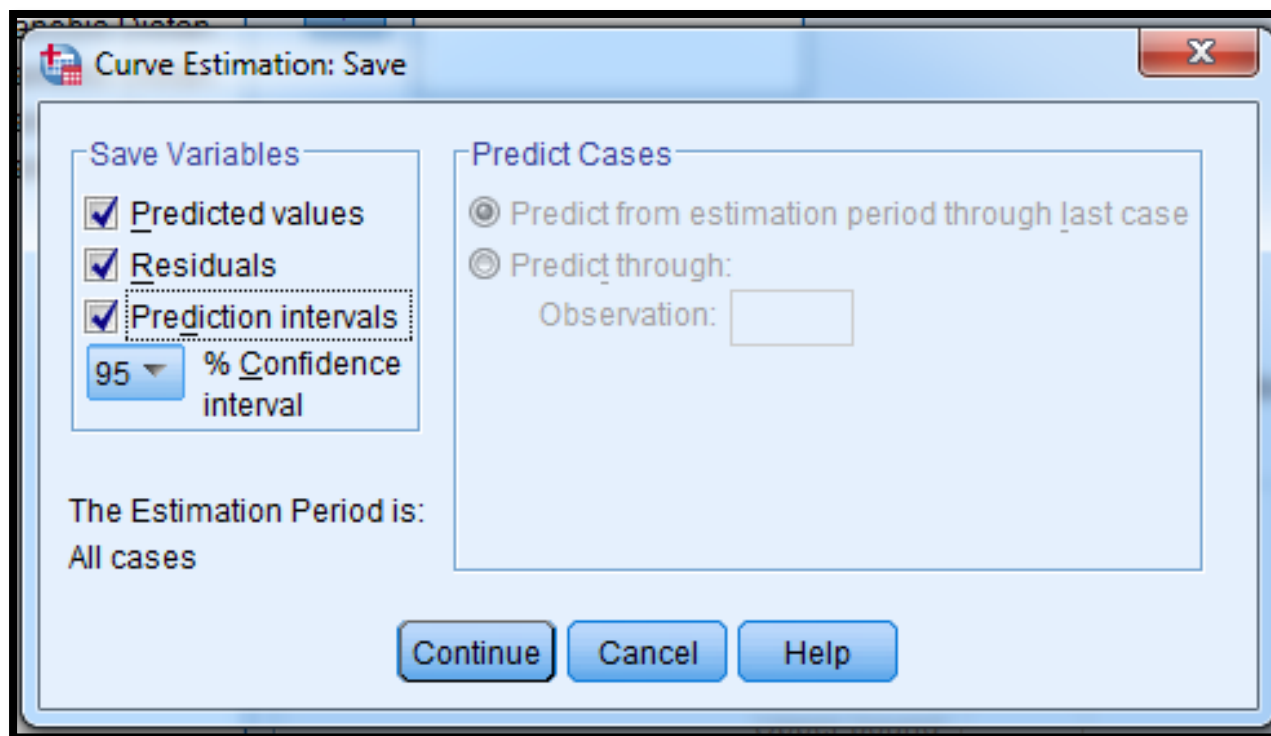 Curve Estimation: Save
Save Variables
Predicted values
Residuals
Prediction intervals
95 % Confidence
interval
The Estimation Period is:
All cases
Predict Cases
Predict from estimation period through last case
Predict through:
Observation:
Continue Cancel Help